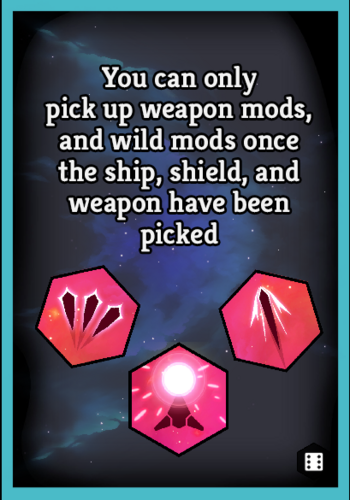 You can only
pick up weapon mods,
and wild mods once
the ship, shield, and
weapon have been
picked